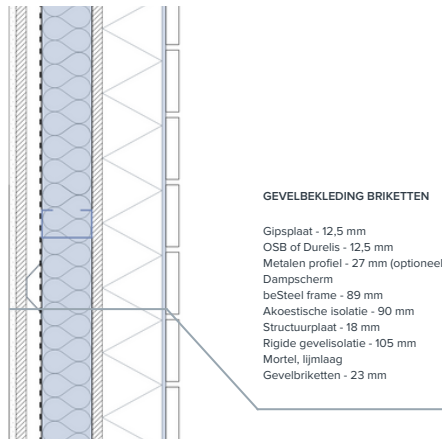 GEVELBEKLEDING BRIKETTEN
Gipsplaat - 12,5 mm
OSB of Durelis - 12,5 mm
Metalen profiel - 27 mm (optioneel
Dampscherm
beSteel frame - 89 mm
Akoestische isolatie - 90 mm
Structuurplaat - 18 mm
Rigide gevelisolatie - 105 mm
Mortel, lijmlaag
Gevelbriketten - 23 mm